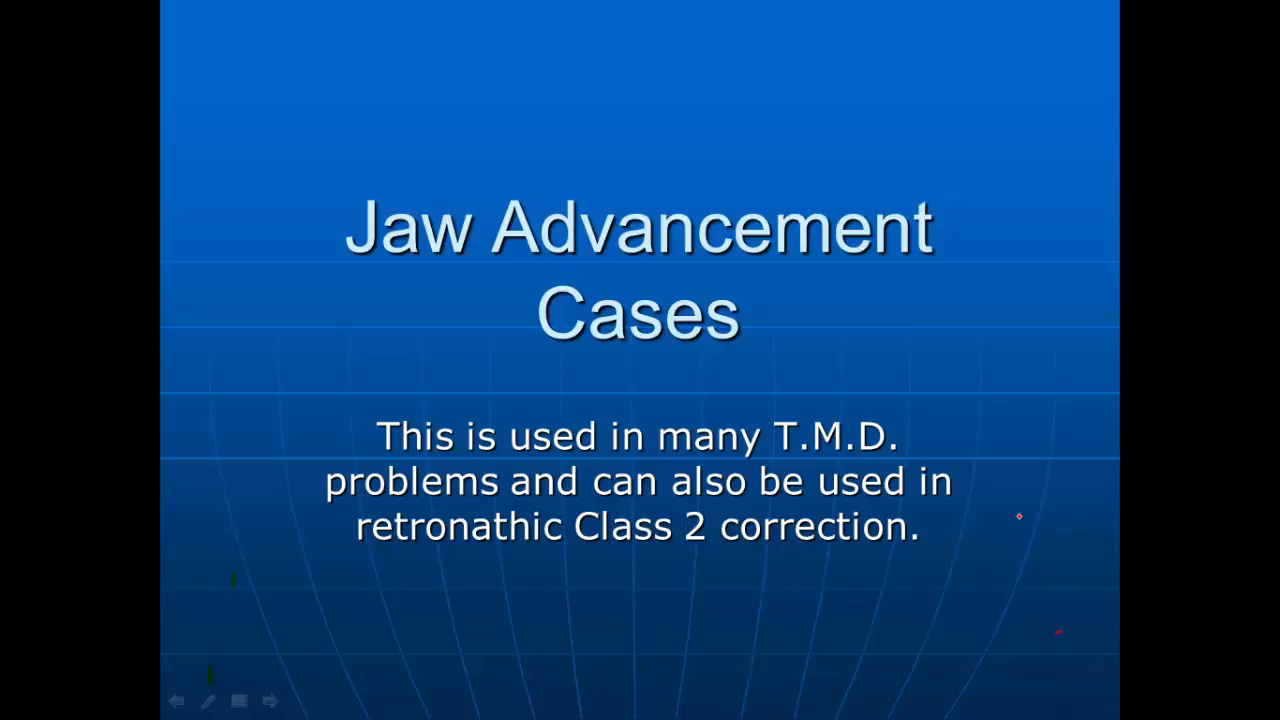 Jaw Advancement
Cases
This is used in many T.M.D.
problems and can also be used in
retronathic Class 2 correction.